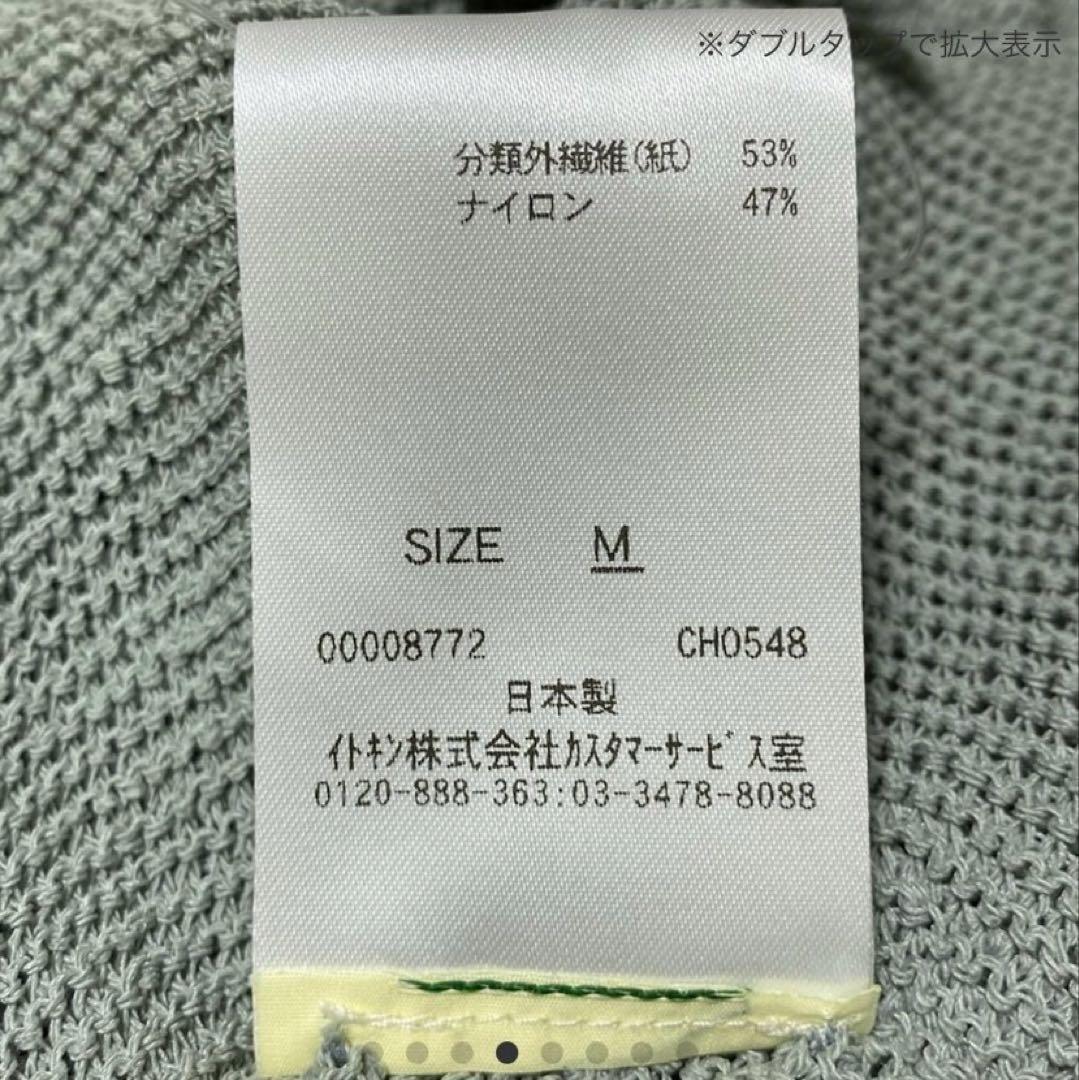 ※ダブルタップで拡大表示
分類外繊維(紙) 53%
ナイロン 47%
SIZE M
00008772 CH0548
日本製
イトキン株式会社カスタマーサービス室
0120-888-363:03-3478-8088